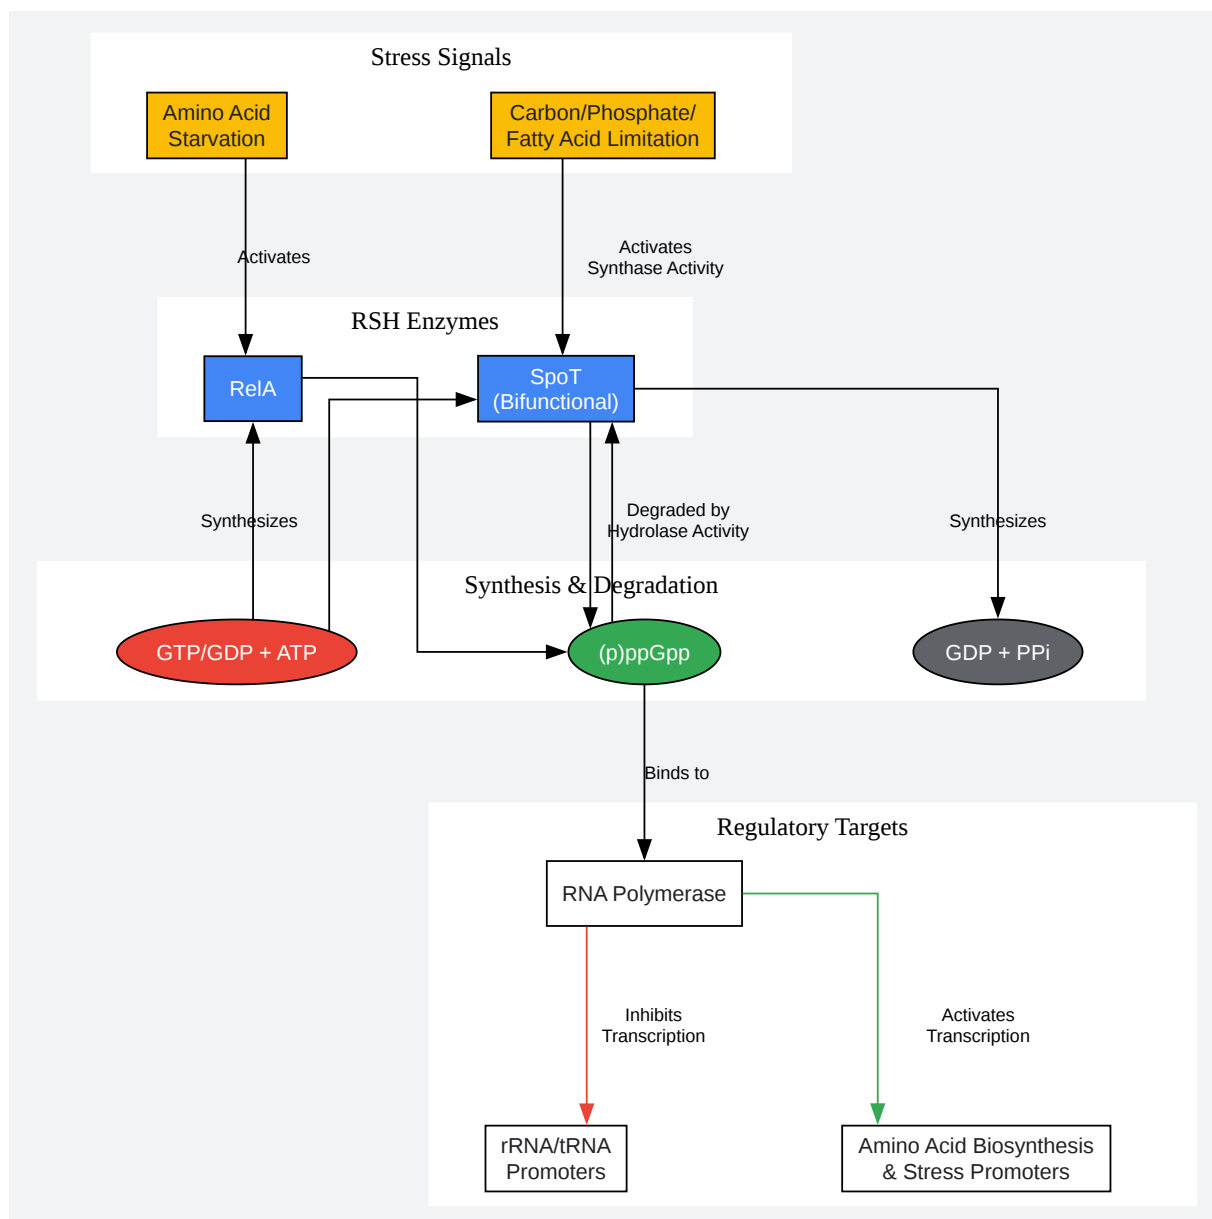 Stress Signals
Amino Acid
Starvation
Carbon/Phosphate/
Fatty Acid Limitation
Activates
Activates
Synthase Activity
RSH Enzymes
RelA
SpoT
(Bifunctional)
Synthesizes
Degraded by
Hydrolase Activity
Synthesizes
Synthesis & Degradation
GTP/GDP + ATP
(p)ppGpp
GDP + PPi
Binds to
Regulatory Targets
RNA Polymerase
Inhibits
Transcription
Activates
Transcription
rRNA/tRNA
Promoters
Amino Acid Biosynthesis
& Stress Promoters